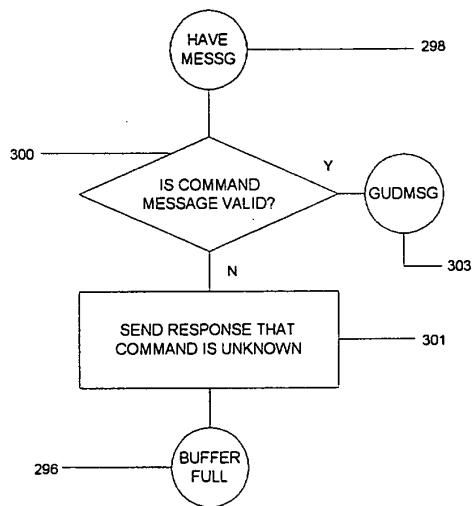 HAVE
MESSG
298
300
IS COMMAND
MESSAGE VALID?
Y
GUDMSG
303
N
SEND RESPONSE THAT
COMMAND IS UNKNOWN
301
BUFFER
FULL
296